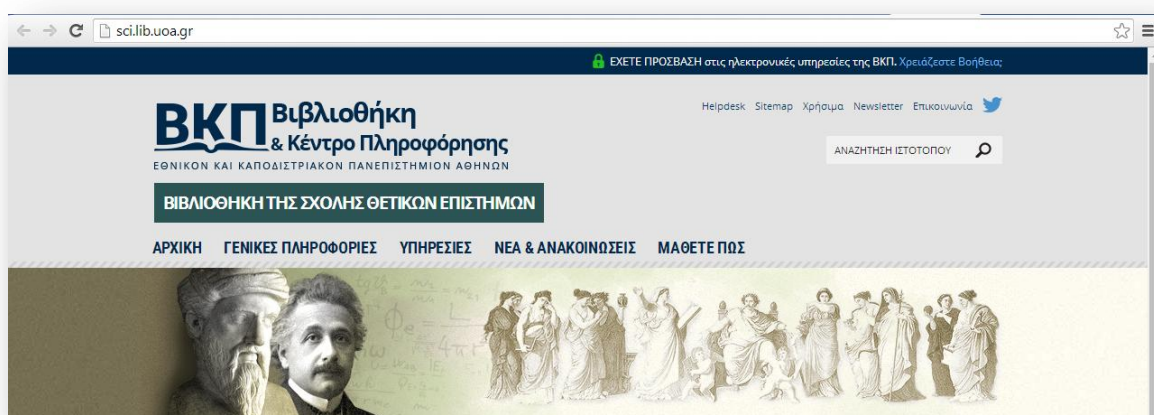 sci.lib.uoa.gr
ΕΧΕΤΕ ΠΡΟΣΒΑΣΗ στις ηλεκτρονικές υπηρεσίες της ΒΚΠ. Χρειάζεστε Βοήθεια;
Helpdesk Sitemap Χρήσιμα Newsletter Επικοινωνία
ΒΚΠ Βιβλιοθήκη
& Κέντρο Πληροφόρησης
ΕΘΝΙΚΟΝ ΚΑΙ ΚΑΠΟΔΙΣΤΡΙΑΚΟΝ ΠΑΝΕΠΙΣΤΗΜΙΟΝ ΑΘΗΝΩΝ
ΑΝΑΖΗΤΗΣΗ ΙΣΤΟΤΟΠΟΥ
ΒΙΒΛΙΟΘΗΚΗ ΤΗΣ ΣΧΟΛΗΣ ΘΕΤΙΚΩΝ ΕΠΙΣΤΗΜΩΝ
ΑΡΧΙΚΗ ΓΕΝΙΚΕΣ ΠΛΗΡΟΦΟΡΙΕΣ ΥΠΗΡΕΣΙΕΣ ΝΕΑ & ΑΝΑΚΟΙΝΩΣΕΙΣ ΜΑΘΕΤΕ ΠΩΣ